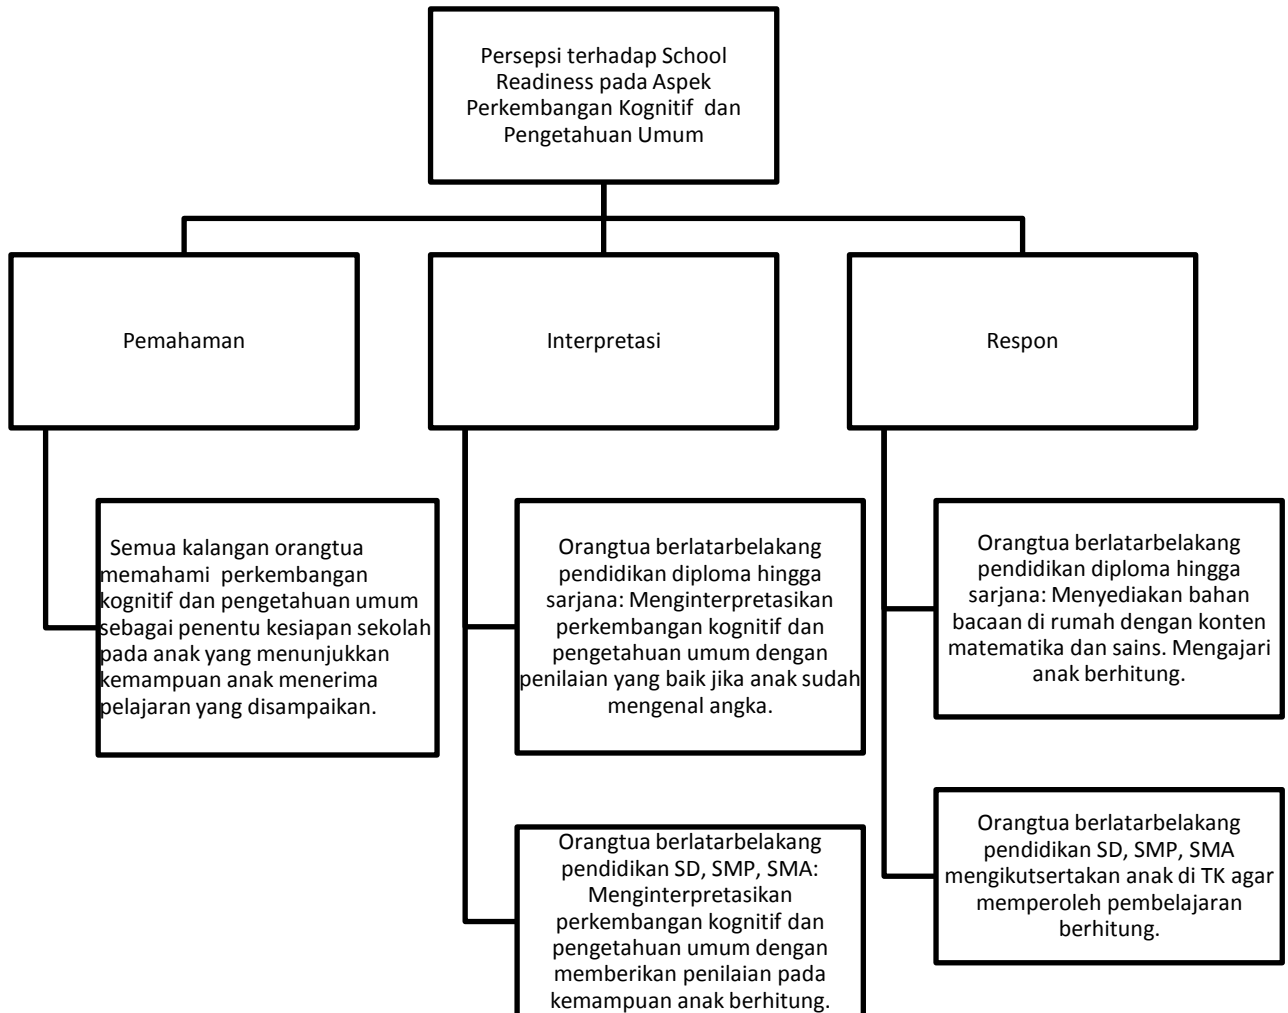 Persepsi terhadap School
Readiness pada Aspek
Perkembangan Kognitif dan
Pengetahuan Umum
Pemahaman
Interpretasi
Respon
Semua kalangan orangtua
memahami perkembangan
kognitif dan pengetahuan umum
sebagai penentu kesiapan sekolah
pada anak yang menunjukkan
kemampuan anak menerima
pelajaran yang disampaikan.
Orangtua berlatarbelakang
pendidikan diploma hingga
sarjana: Menginterpretasikan
perkembangan kognitif dan
pengetahuan umum dengan
penilaian yang baik jika anak sudah
mengenal angka.
Orangtua berlatarbelakang
pendidikan SD, SMP, SMA:
Menginterpretasikan
perkembangan kognitif dan
pengetahuan umum dengan
memberikan penilaian pada
kemampuan anak berhitung.
Orangtua berlatarbelakang
pendidikan diploma hingga
sarjana: Menyediakan bahan
bacaan di rumah dengan konten
matematika dan sains. Mengajari
anak berhitung.
Orangtua berlatarbelakang
pendidikan SD, SMP, SMA
mengikutsertakan anak di TK agar
memperoleh pembelajaran
berhitung.